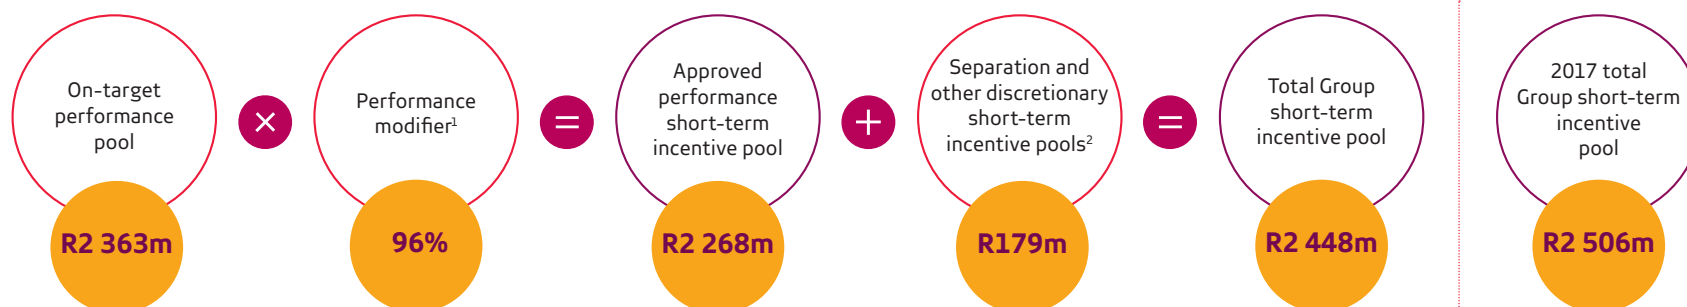 On-target
performance
pool
R2 363m
×
Performance
modifier1
96%
=
Approved
performance
short-term
incentive pool
R2 268m
+
Separation and
other discretionary
short-term
incentive pools2
R179m
=
Total Group
short-term
incentive pool
R2 448m
2017 total
Group short-term
incentive
pool
R2 506m